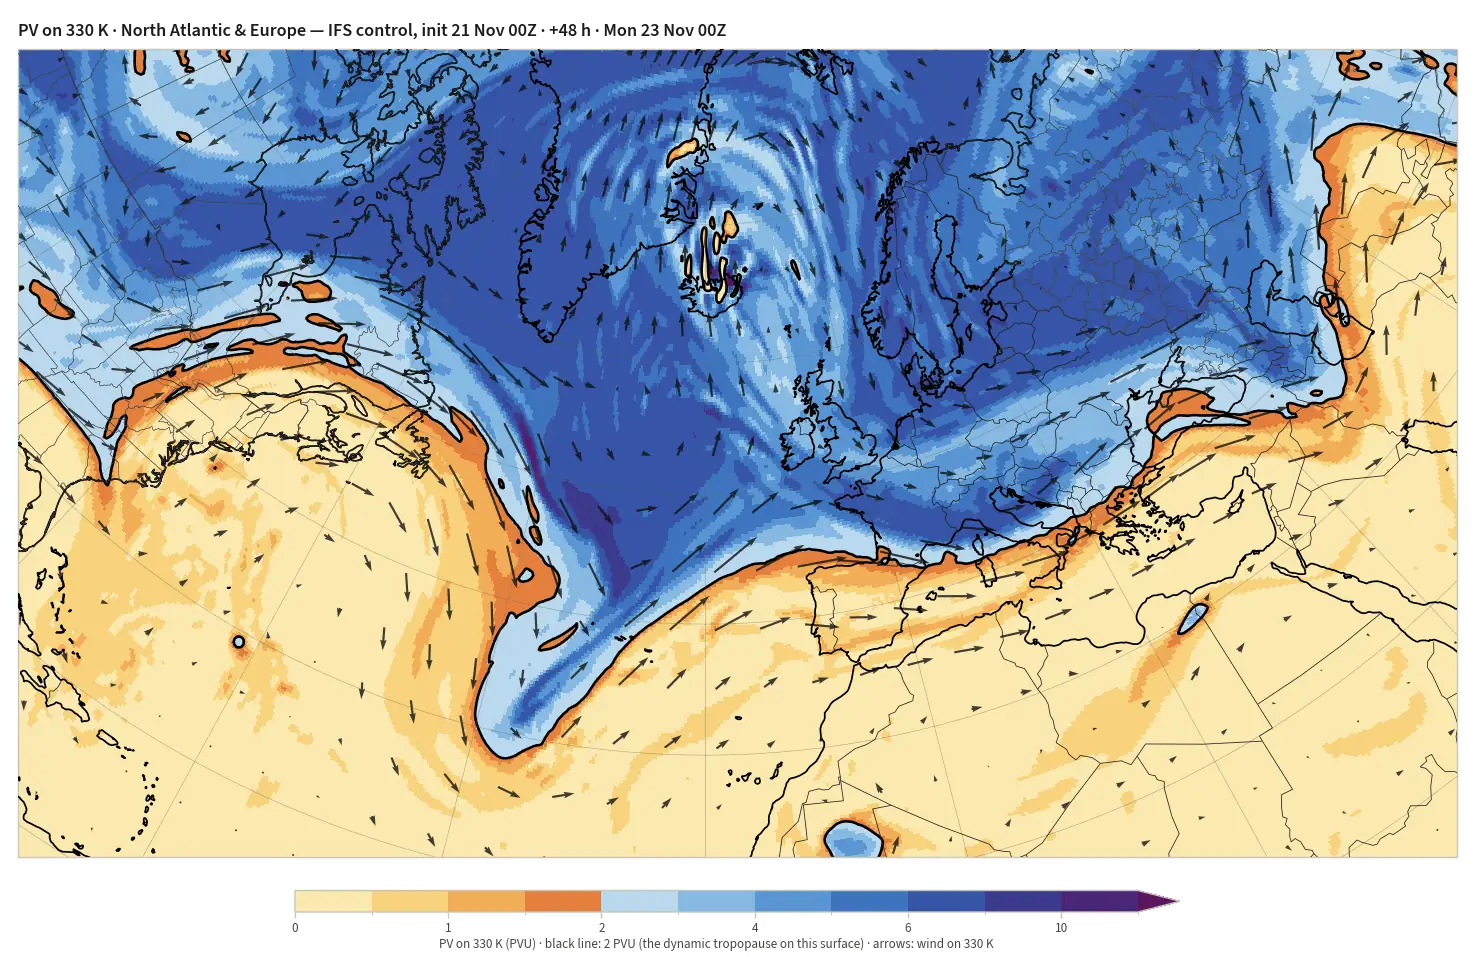 PV on 330 K · North Atlantic & Europe — IFS control, init 21 Nov 00Z · +48 h · Mon 23 Nov 00Z
0 1 2 4 6 10
PV on 330 K (PVU) · black line: 2 PVU (the dynamic tropopause on this surface) · arrows: wind on 330 K